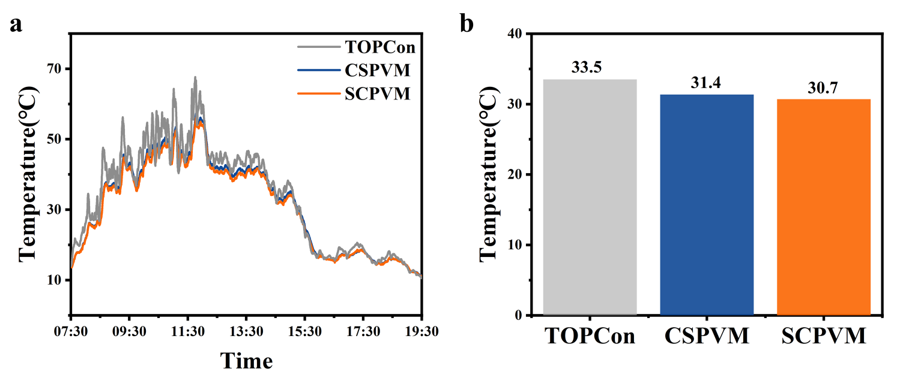 a
Temperature(℃)
70
50
30
10
TOPCon
CSPVM
SCPVM
07:30 09:30 11:30 13:30 15:30 17:30 19:30
Time
b
Temperature(℃)
40
30
20
10
0
33.5
31.4
30.7
TOPCon CSPVM SCPVM